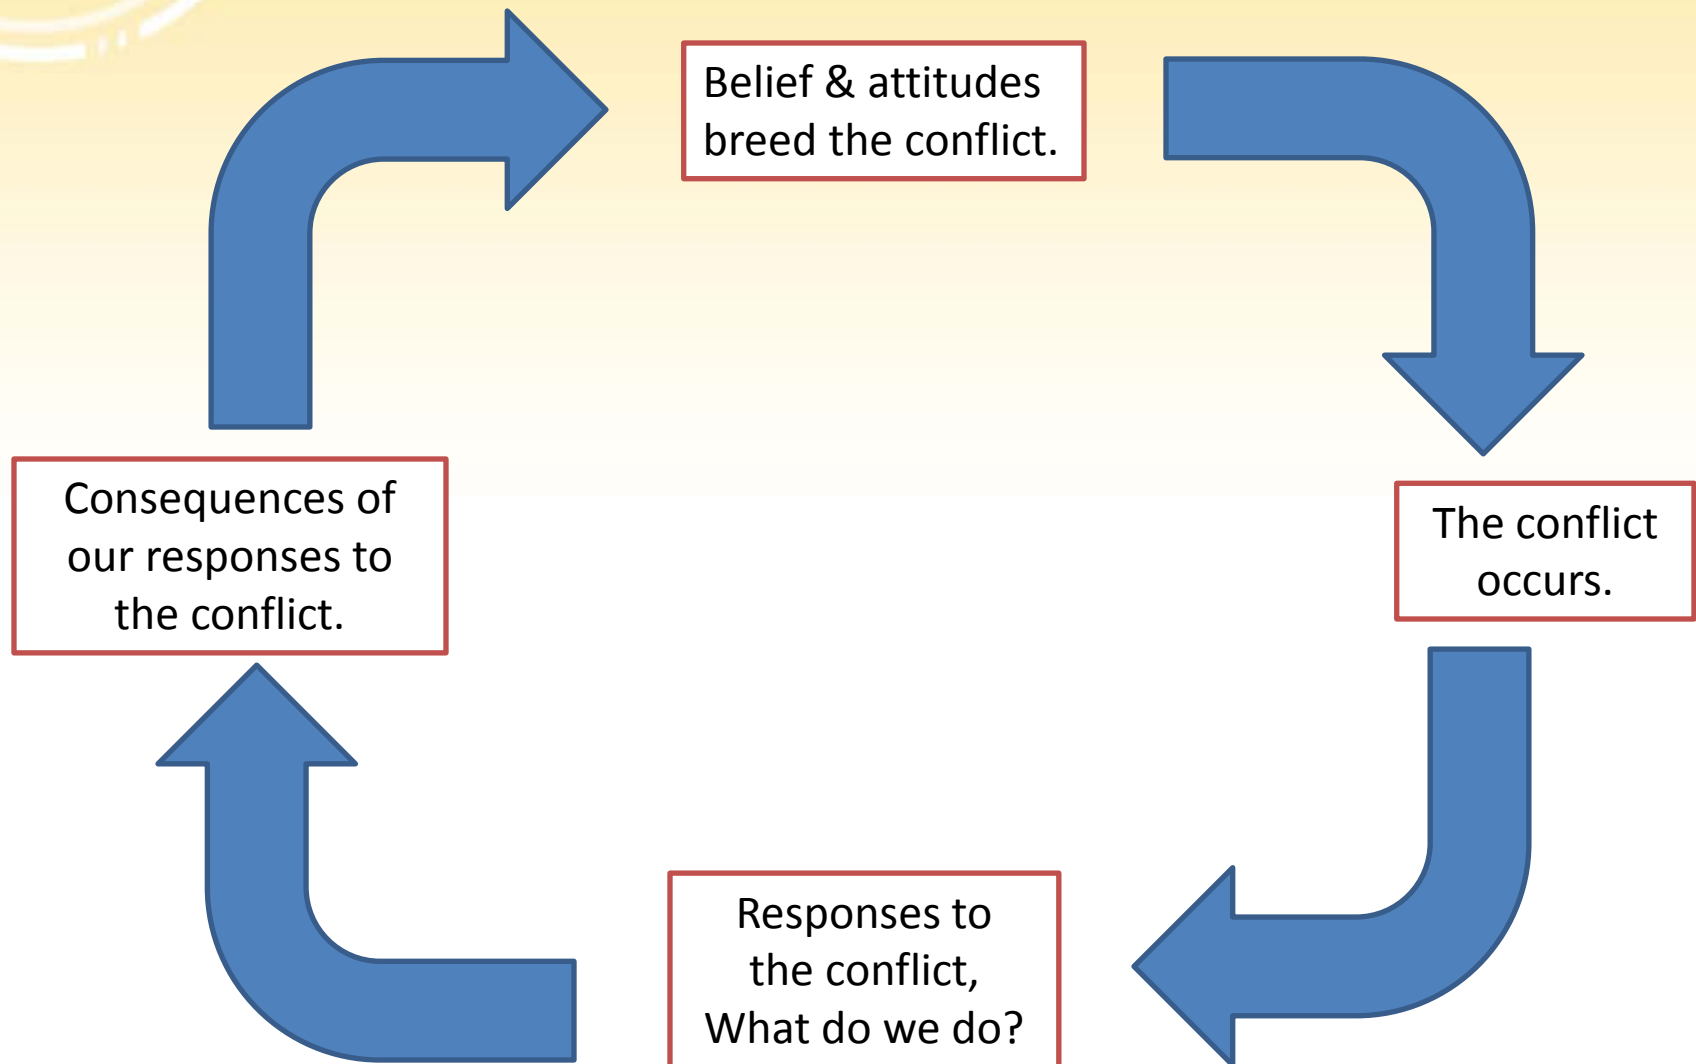 Belief & attitudes
breed the conflict.
The conflict
occurs.
Responses to
the conflict,
What do we do?
Consequences of
our responses to
the conflict.